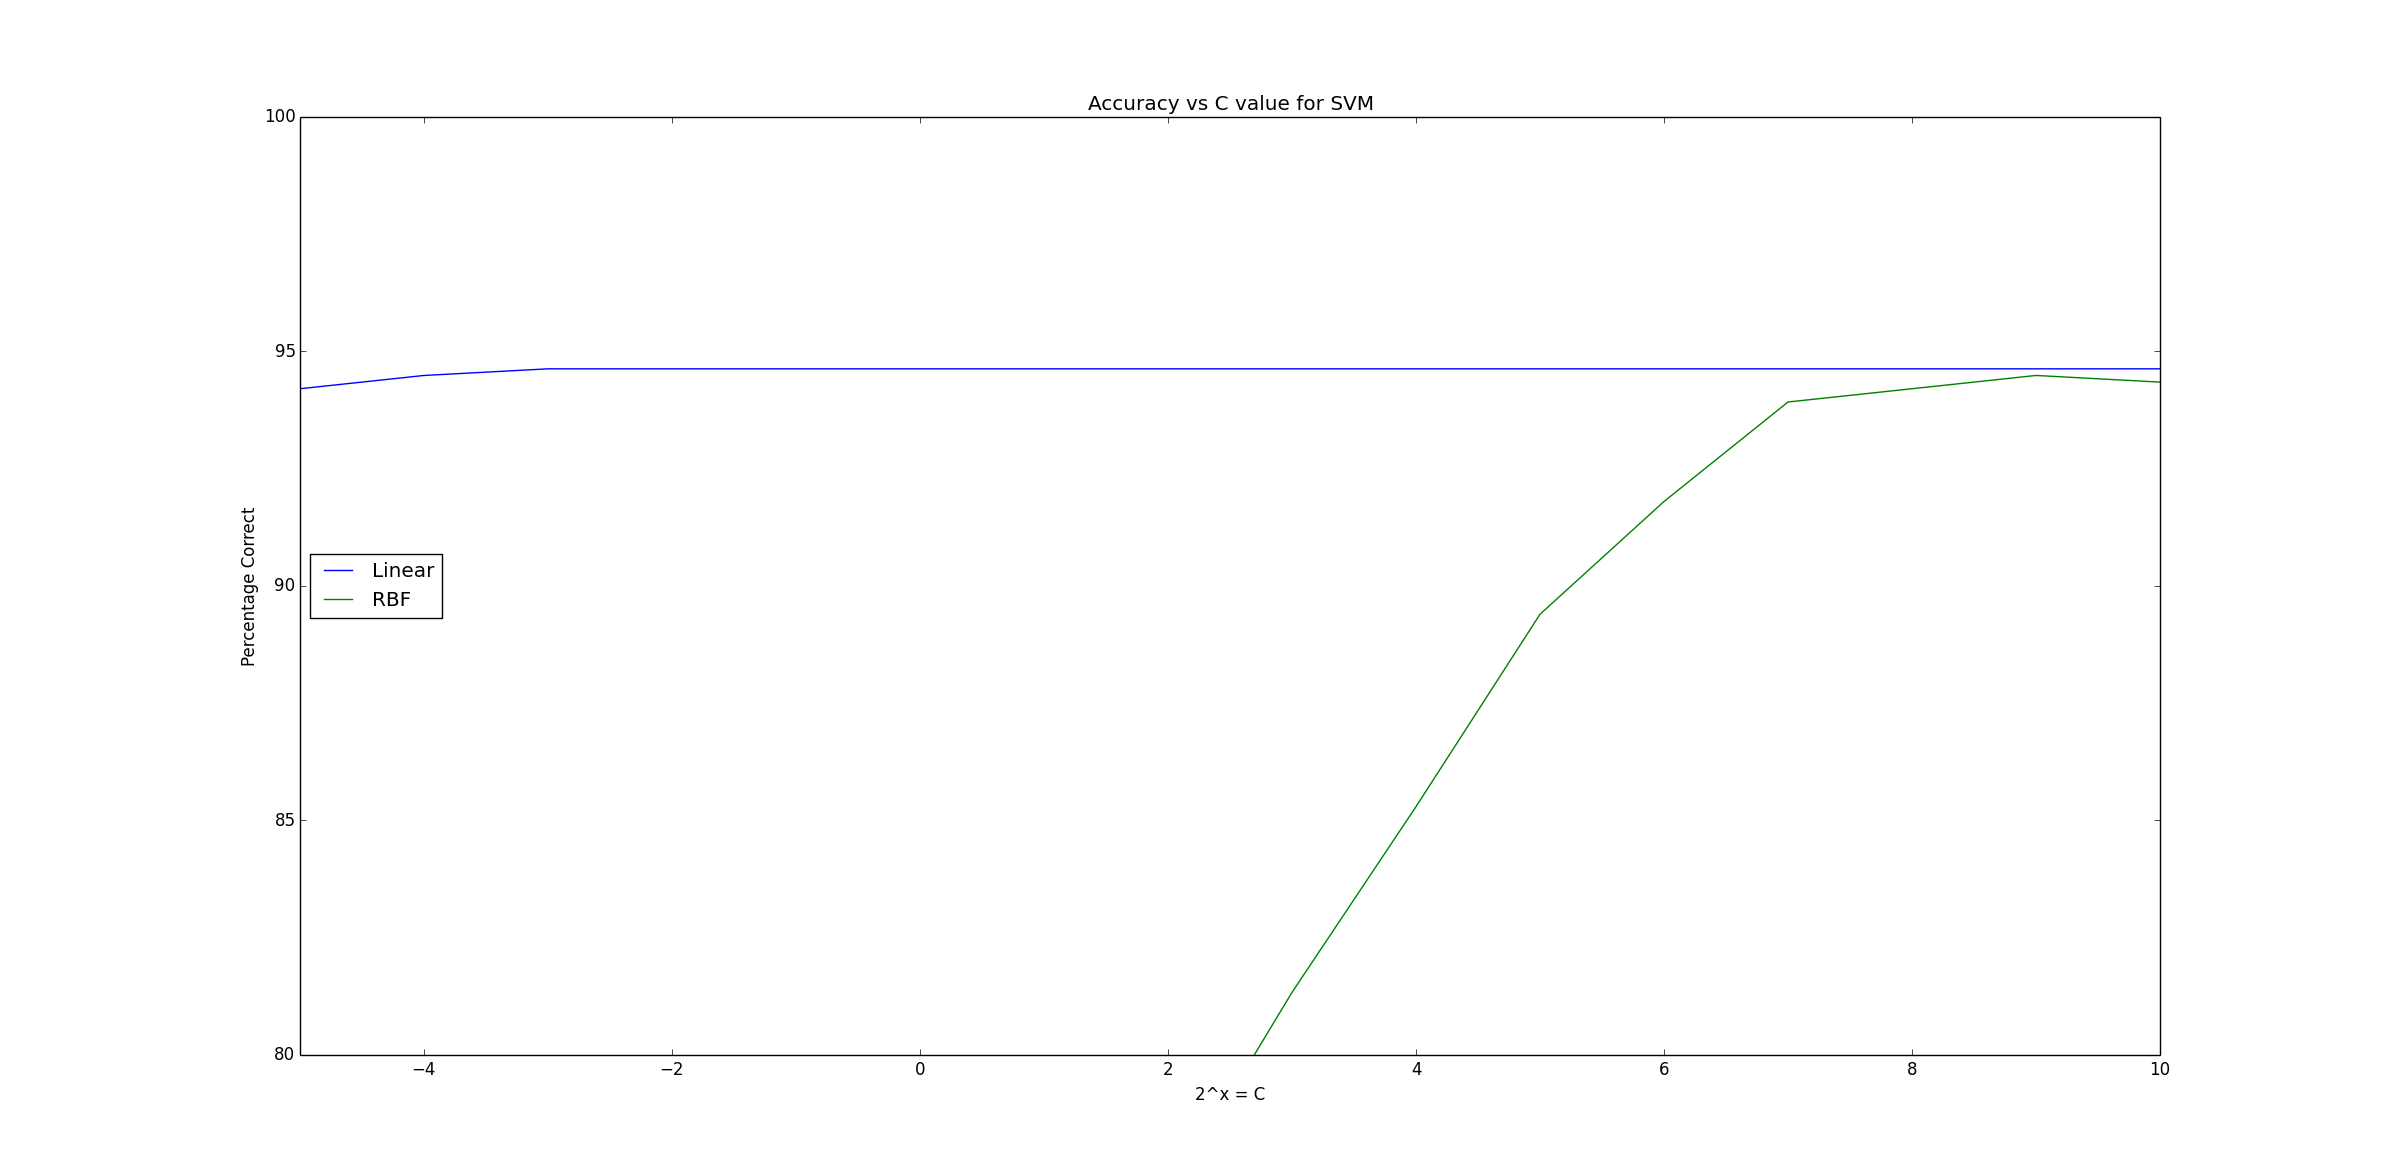 Accuracy vs C value for SVM
100
95
90
85
80
Percentage Correct
Linear
RBF
−4
−2
0
2
4
6
8
10
2^x = C